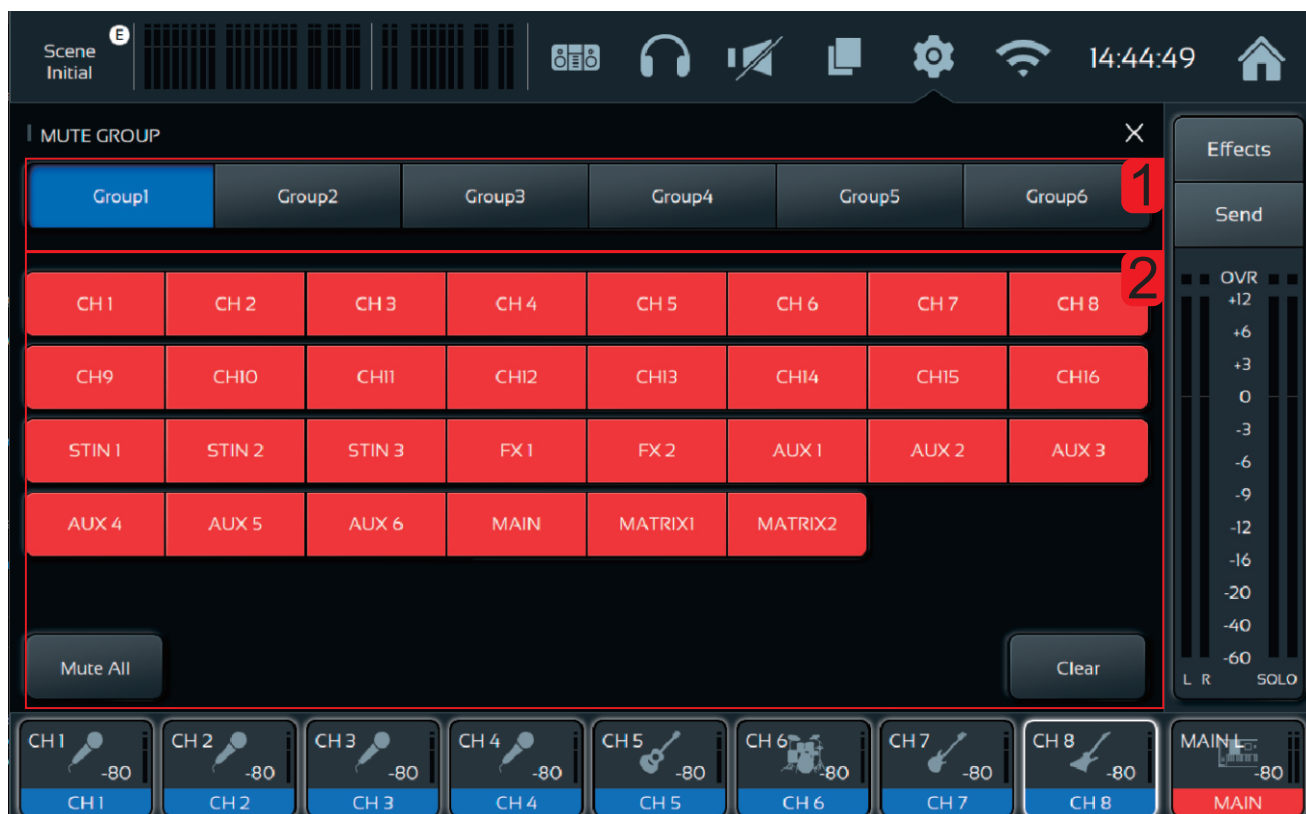 Scene E
Initial
14:44:49
MUTE GROUP
Effects
Group1 Group2 Group3 Group4 Group5 Group6 1
Send
2
CH 1 CH 2 CH 3 CH 4 CH 5 CH 6 CH 7 CH 8
CH9 CH10 CH11 CH12 CH13 CH14 CH15 CH16
STIN 1 STIN 2 STIN 3 FX 1 FX 2 AUX 1 AUX 2 AUX 3
AUX 4 AUX 5 AUX 6 MAIN MATRIX1 MATRIX2
Mute All Clear
OVR
+12
+6
+3
0
-3
-6
-9
-12
-16
-20
-40
-60
L R SOLO
CH 1 CH 2 CH 3 CH 4 CH 5 CH 6 CH 7 CH 8 MAIN L
-80 -80 -80 -80 -80 -80 -80 -80 -80
CH 1 CH 2 CH 3 CH 4 CH 5 CH 6 CH 7 CH 8 MAIN